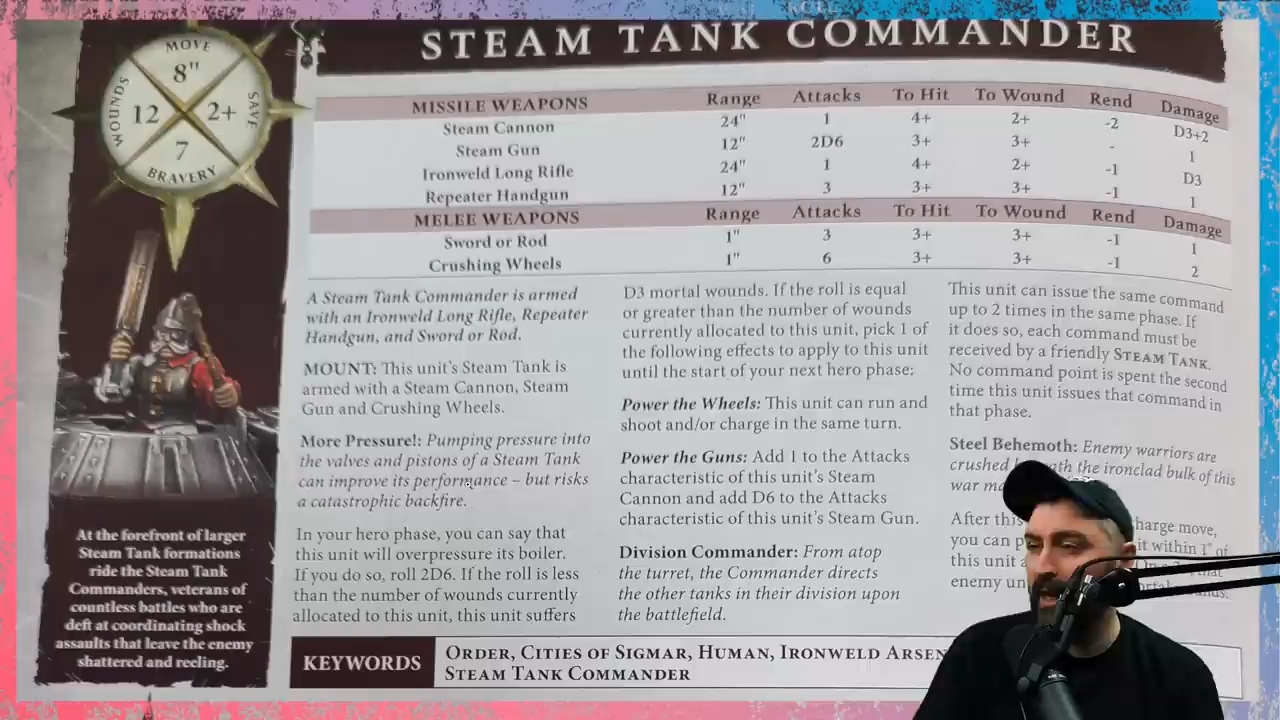 STEAM TANK COMMANDER
MOVE
8"
WOUNDS
12
2+
SAVE
7
BRAVERY
MISSILE WEAPONS Range Attacks To Hit To Wound Rend Damage
Steam Cannon 24" 1 4+ 2+ -2 D3+2
Steam Gun 12" 2D6 3+ 3+ - 1
Ironweld Long Rifle 24" 1 4+ 2+ -1 D3
Repeater Handgun 12" 3 3+ 3+ -1 1
MELEE WEAPONS Range Attacks To Hit To Wound Rend Damage
Sword or Rod 1" 3 3+ 3+ -1 1
Crushing Wheels 1" 6 3+ 3+ -1 2
At the forefront of larger
Steam Tank formations
ride the Steam Tank
Commanders, veterans of
countless battles who are
deft at coordinating shock
assaults that leave the enemy
shattered and reeling.
A Steam Tank Commander is armed
with an Ironweld Long Rifle, Repeater
Handgun, and Sword or Rod.
MOUNT: This unit's Steam Tank is
armed with a Steam Cannon, Steam
Gun and Crushing Wheels.
More Pressure!: Pumping pressure into
the valves and pistons of a Steam Tank
can improve its performance – but risks
a catastrophic backfire.
In your hero phase, you can say that
this unit will overpressure its boiler.
If you do so, roll 2D6. If the roll is less
than the number of wounds currently
allocated to this unit, this unit suffers
D3 mortal wounds. If the roll is equal
or greater than the number of wounds
currently allocated to this unit, pick 1 of
the following effects to apply to this unit
until the start of your next hero phase:
Power the Wheels: This unit can run and
shoot and/or charge in the same turn.
Power the Guns: Add 1 to the Attacks
characteristic of this unit's Steam
Cannon and add D6 to the Attacks
characteristic of this unit's Steam Gun.
Division Commander: From atop
the turret, the Commander directs
the other tanks in their division upon
the battlefield.
This unit can issue the same command
up to 2 times in the same phase. If
it does so, each command must be
received by a friendly STEAM TANK.
No command point is spent the second
time this unit issues that command in
that phase.
Steel Behemoth: Enemy warriors are
crushed the ironclad bulk of this
war
After this harge move,
you can it within 1" of
this unit
enemy
KEYWORDS
ORDER, CITIES OF SIGMAR, HUMAN, IRONWELD ARSEN
STEAM TANK COMMANDER